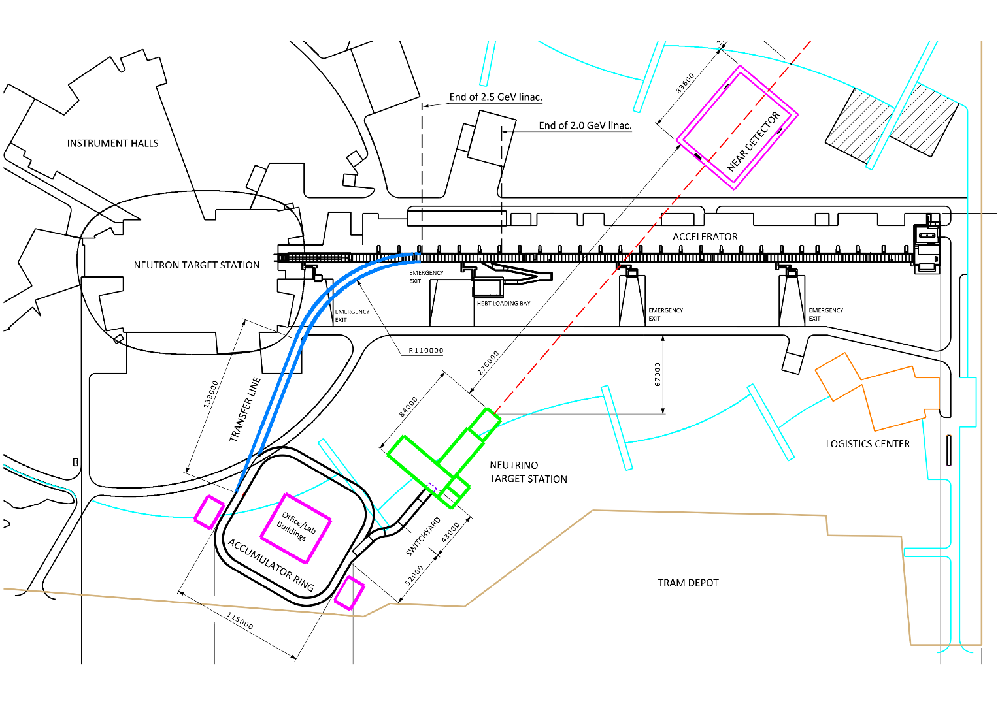 83600
End of 2.5 GeV linac.
End of 2.0 GeV linac.
INSTRUMENT HALLS
NEAR DETECTOR
ACCELERATOR
NEUTRON TARGET STATION
EMERGENCY
EXIT
HEBT LOADING BAY
EMERGENCY
EXIT
EMERGENCY
EXIT
EMERGENCY
EXIT
R110000
276000
67000
139000
TRANSFER LINE
84000
LOGISTICS CENTER
NEUTRINO
TARGET STATION
Office/Lab
Buildings
ACCUMULATOR RING
SWITCHYARD
43000
52000
TRAM DEPOT
115000